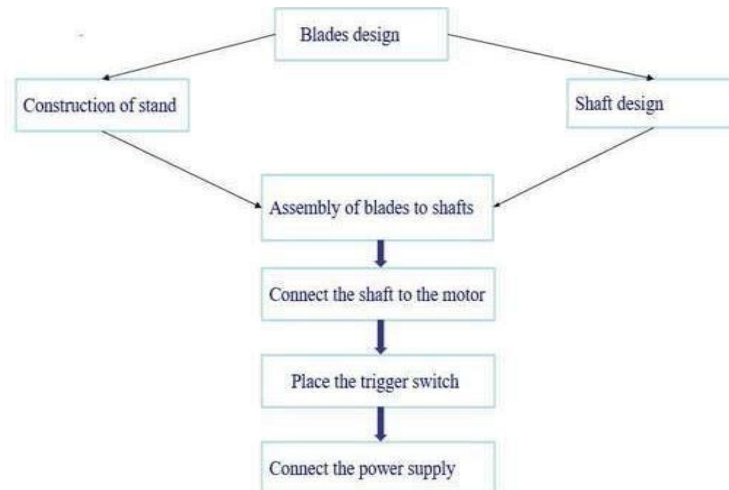 Blades design
Construction of stand
Shaft design
Assembly of blades to shafts
Connect the shaft to the motor
Place the trigger switch
Connect the power supply